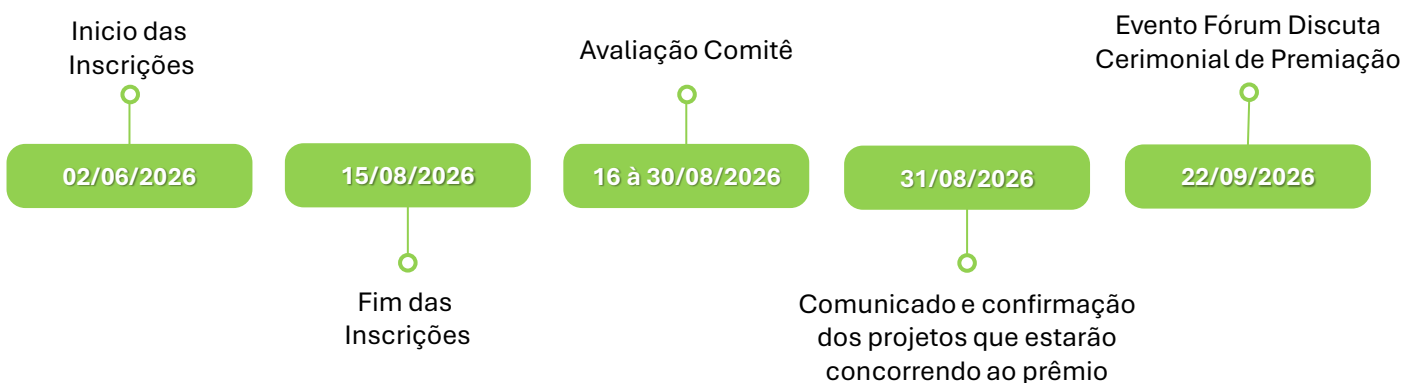 Inicio das
Inscrições
02/06/2026
15/08/2026
Fim das
Inscrições
Avaliação Comitê
16 à 30/08/2026
31/08/2026
Comunicado e confirmação
dos projetos que estarão
concorrendo ao prêmio
Evento Fórum Discuta
Cerimonial de Premiação
22/09/2026